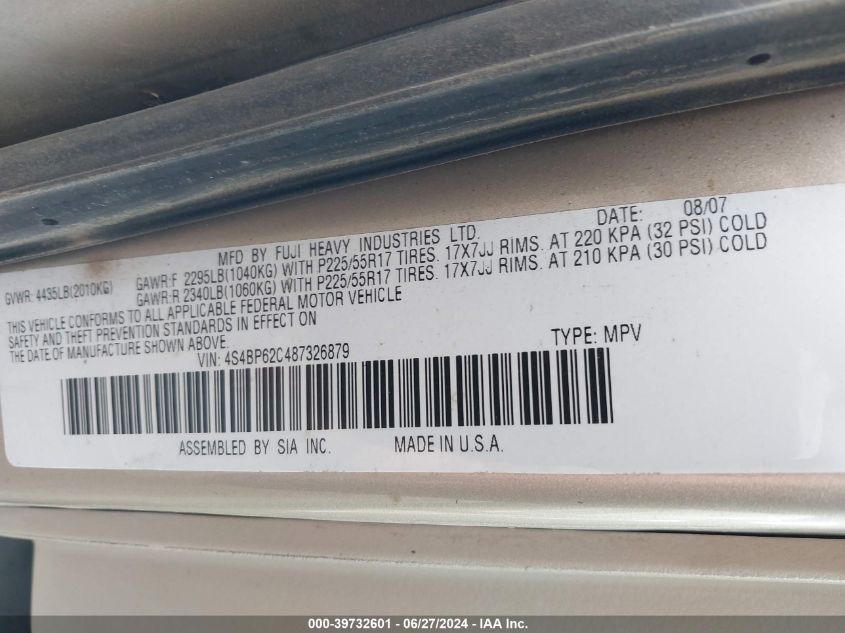 MFD BY FUJI HEAVY INDUSTRIES LTD. DATE: 08/07
GVWR: 4435LB(2010KG) GAWR:F 2295LB(1040KG) WITH P225/55R17 TIRES. 17X7JJ RIMS. AT 220 KPA (32 PSI) COLD
GAWR:R 2340LB(1060KG) WITH P225/55R17 TIRES. 17X7JJ RIMS. AT 210 KPA (30 PSI) COLD
THIS VEHICLE CONFORMS TO ALL APPLICABLE FEDERAL MOTOR VEHICLE
SAFETY AND THEFT PREVENTION STANDARDS IN EFFECT ON
THE DATE OF MANUFACTURE SHOWN ABOVE.
VIN: 4S4BP62C487326879 TYPE: MPV
ASSEMBLED BY SIA INC. MADE IN U.S.A.
000-39732601 - 06/27/2024 - IAA Inc.